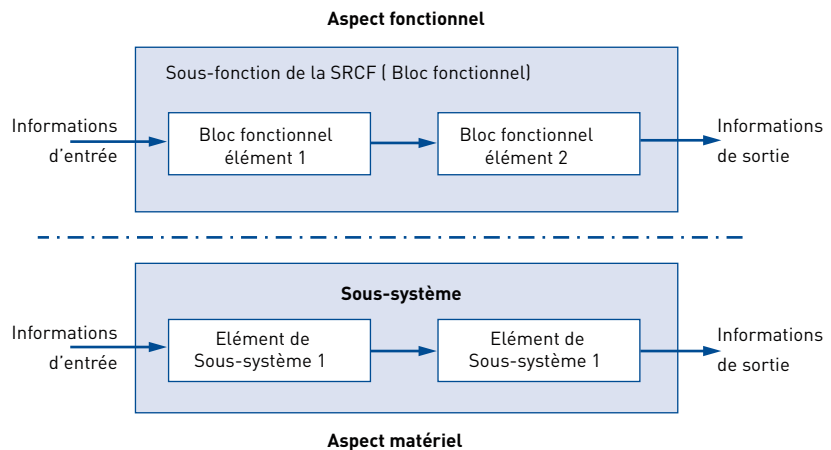 Aspect fonctionnel
Sous-fonction de la SRCF ( Bloc fonctionnel)
Informations
d'entrée
Bloc fonctionnel
élément 1
Bloc fonctionnel
élément 2
Informations
de sortie
Sous-système
Informations
d'entrée
Elément de
Sous-système 1
Elément de
Sous-système 1
Informations
de sortie
Aspect matériel